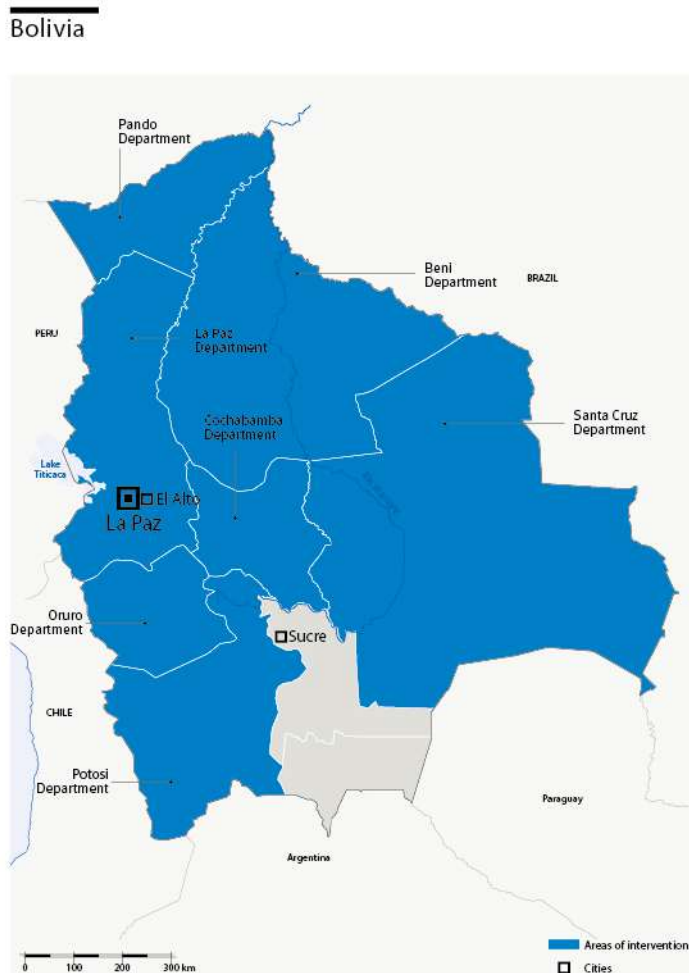 Bolivia
Pando
Department
Beni
Department
BRAZIL
PERU
La Paz
Department
Cochabamba
Department
Santa Cruz
Department
Lake
Titicaca
El Alto
La Paz
Oruro
Department
Sucre
CHILE
Potosi
Department
Paraguay
Argentina
Areas of intervention
Cities
0 100 200 300 km